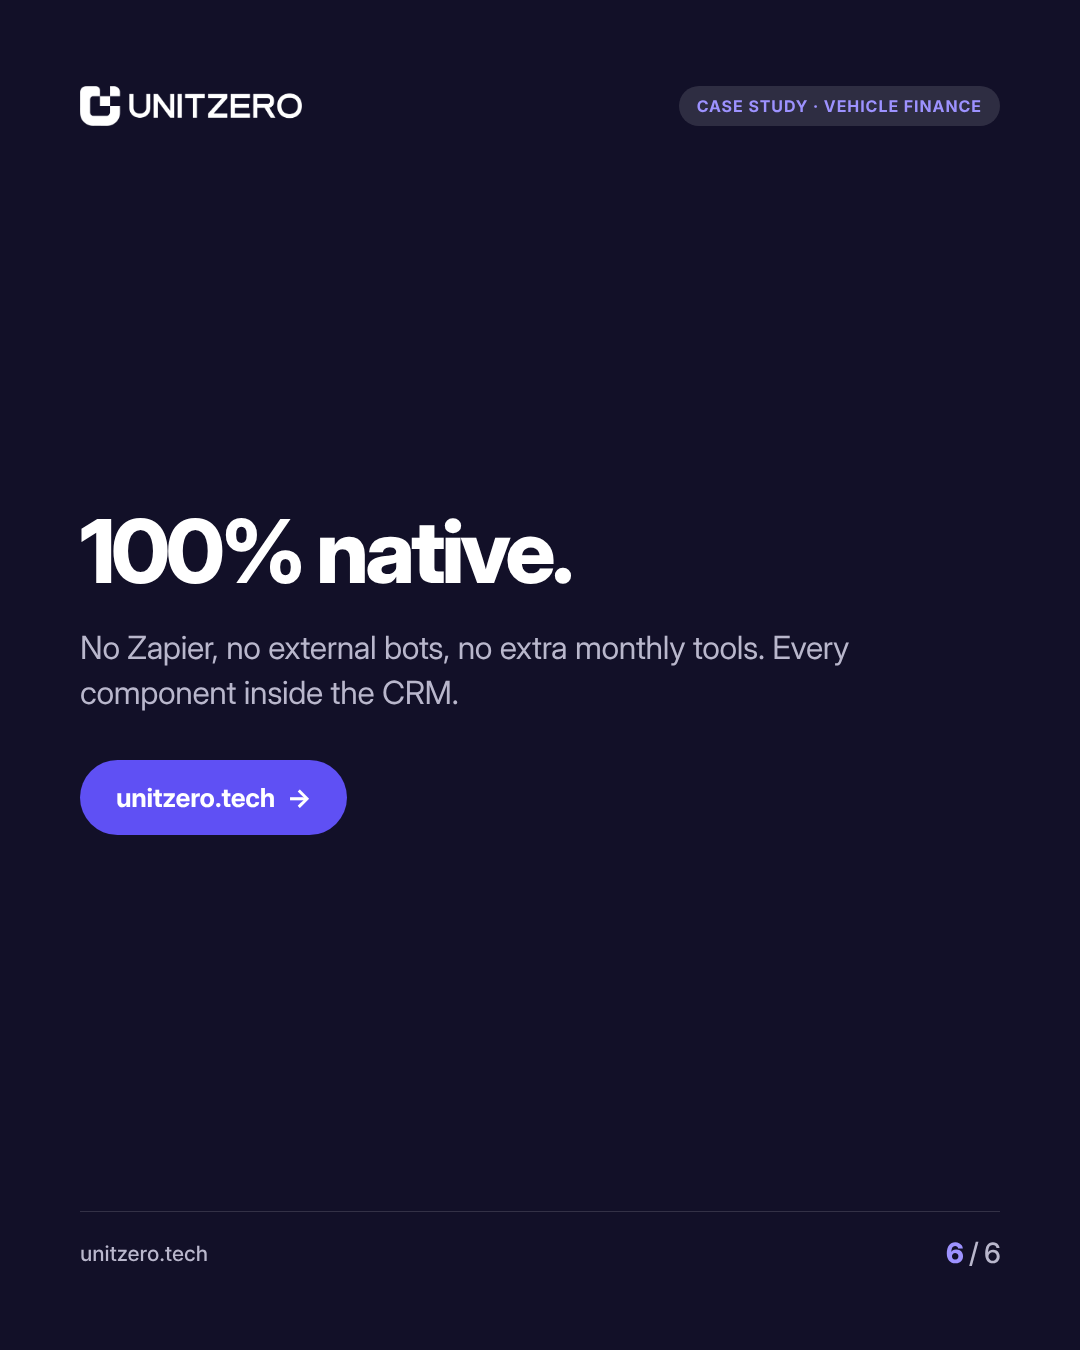 UNITZERO
CASE STUDY · VEHICLE FINANCE
100% native.
No Zapier, no external bots, no extra monthly tools. Every
component inside the CRM.
unitzero.tech →
unitzero.tech
6 / 6